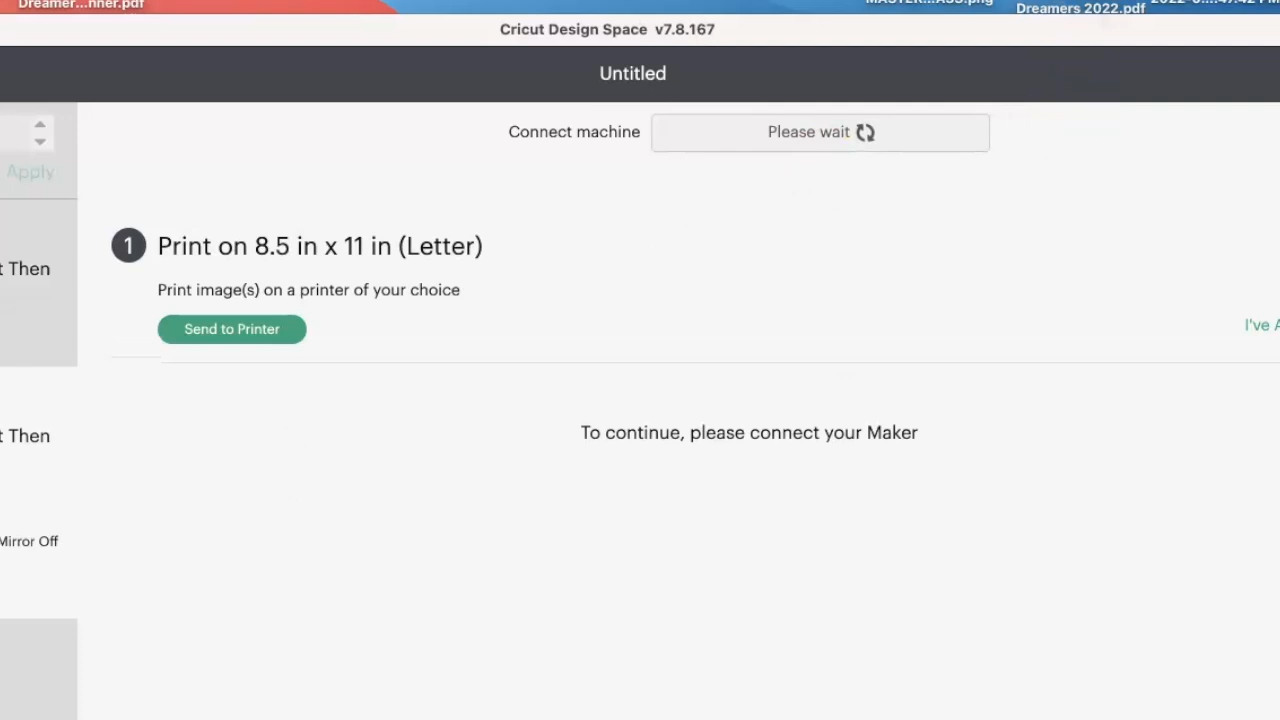 Dreamer...nner.pdf
Dreamers 2022.pdf
Cricut Design Space v7.8.167
Untitled
Connect machine
Please wait
Apply
1
Print on 8.5 in x 11 in (Letter)
t Then
Print image(s) on a printer of your choice
Send to Printer
I've A
To continue, please connect your Maker
t Then
Mirror Off